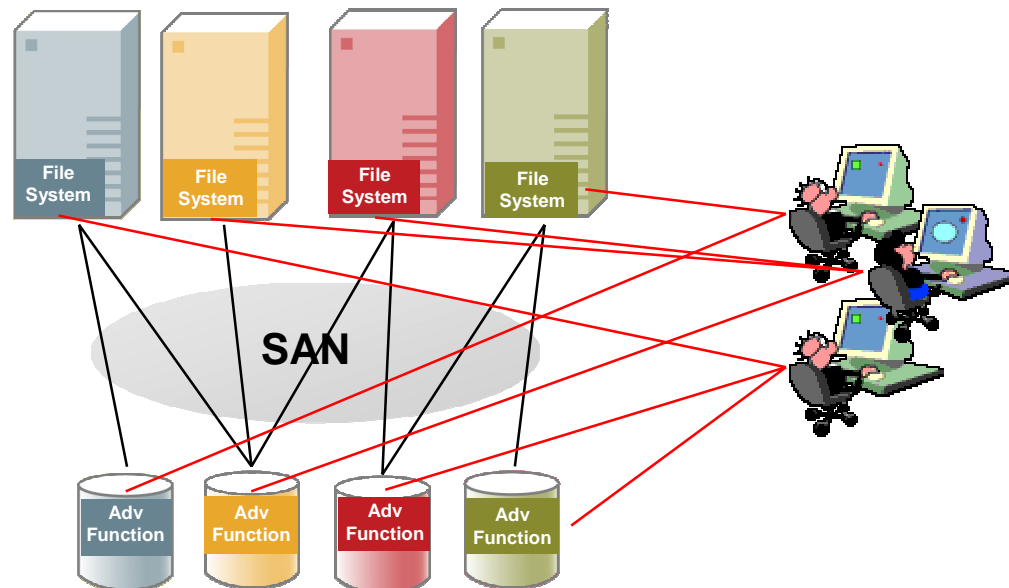 File
System
File
System
File
System
File
System
SAN
Adv
Function
Adv
Function
Adv
Function
Adv
Function